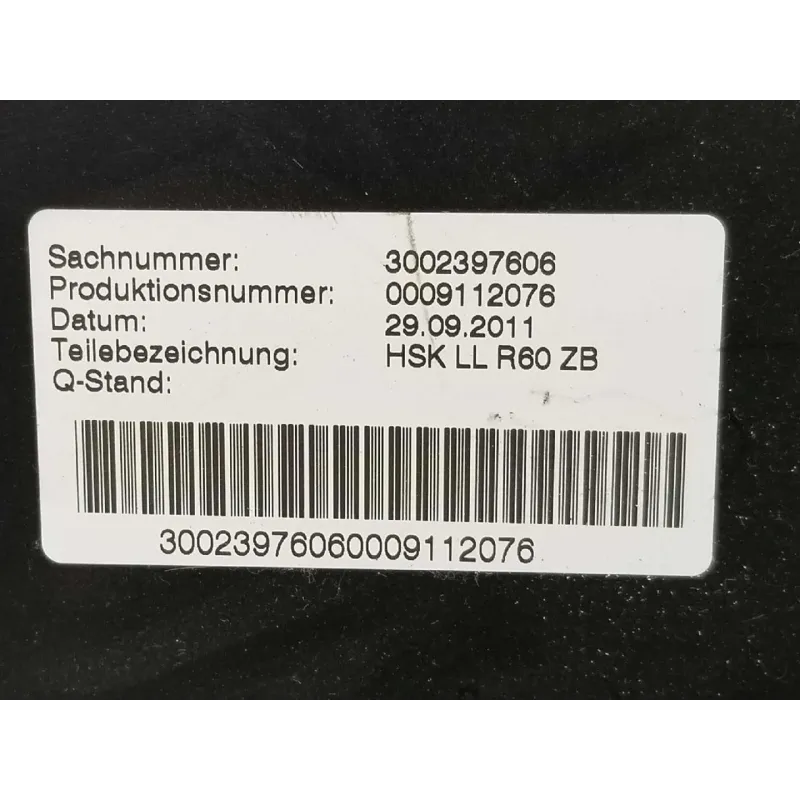 Sachnummer: 3002397606
Produktionsnummer: 0009112076
Datum: 29.09.2011
Teilebezeichnung: HSK LL R60 ZB
Q-Stand:
30023976060009112076